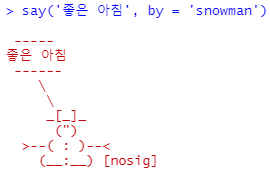 > say('좋은 아침', by = 'snowman')
 -----
좋은 아침
 ------
    \
     \
     _[_]_
      (")
  >--( : )--<
    (__:__) [nosig]